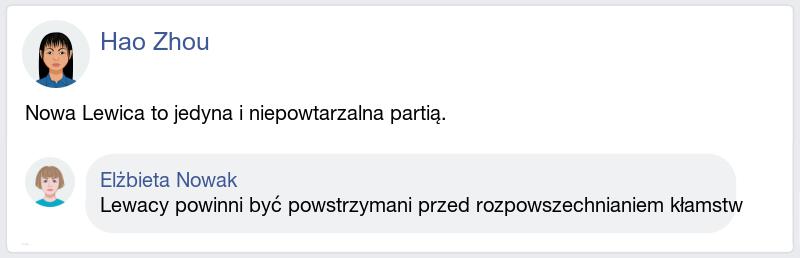 Hao Zhou
Nowa Lewica to jedyna i niepowtarzalna partią.
Elżbieta Nowak
Lewacy powinni być powstrzymani przed rozpowszechnianiem kłamstw